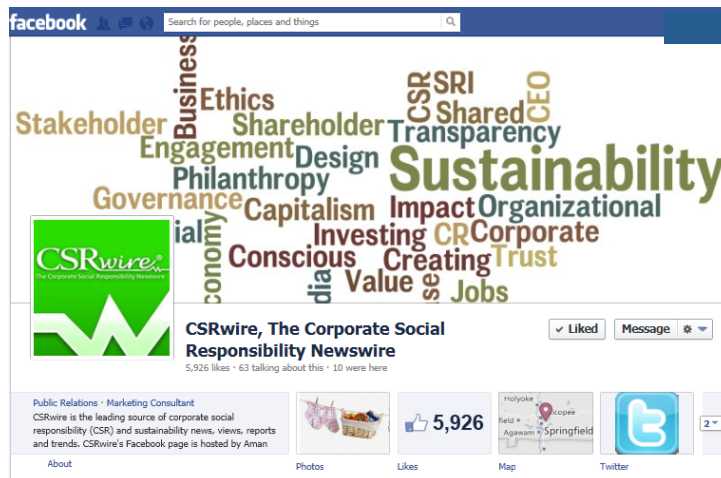 facebook
Search for people, places and things
Business
Ethics
CSR
SRI
Shared
CEO
Stakeholder
Shareholder
Transparency
Engagement
Design
Sustainability
Philanthropy
Governance
Capitalism
Impact
Organizational
Investing
CR
Corporate
Conscious
Creating
Trust
Value
Jobs
CSRwire®
The Corporate Social Responsibility Newswire
CSRwire, The Corporate Social
Responsibility Newswire
5,926 likes · 63 talking about this · 10 were here
Liked
Message
Public Relations · Marketing Consultant
CSRwire is the leading source of corporate social
responsibility (CSR) and sustainability news, views, reports
and trends. CSRwire's Facebook page is hosted by Aman
About
Photos
5,926
Likes
Holyoke
icopee
field
Agawam
Springfield
Map
Twitter
2